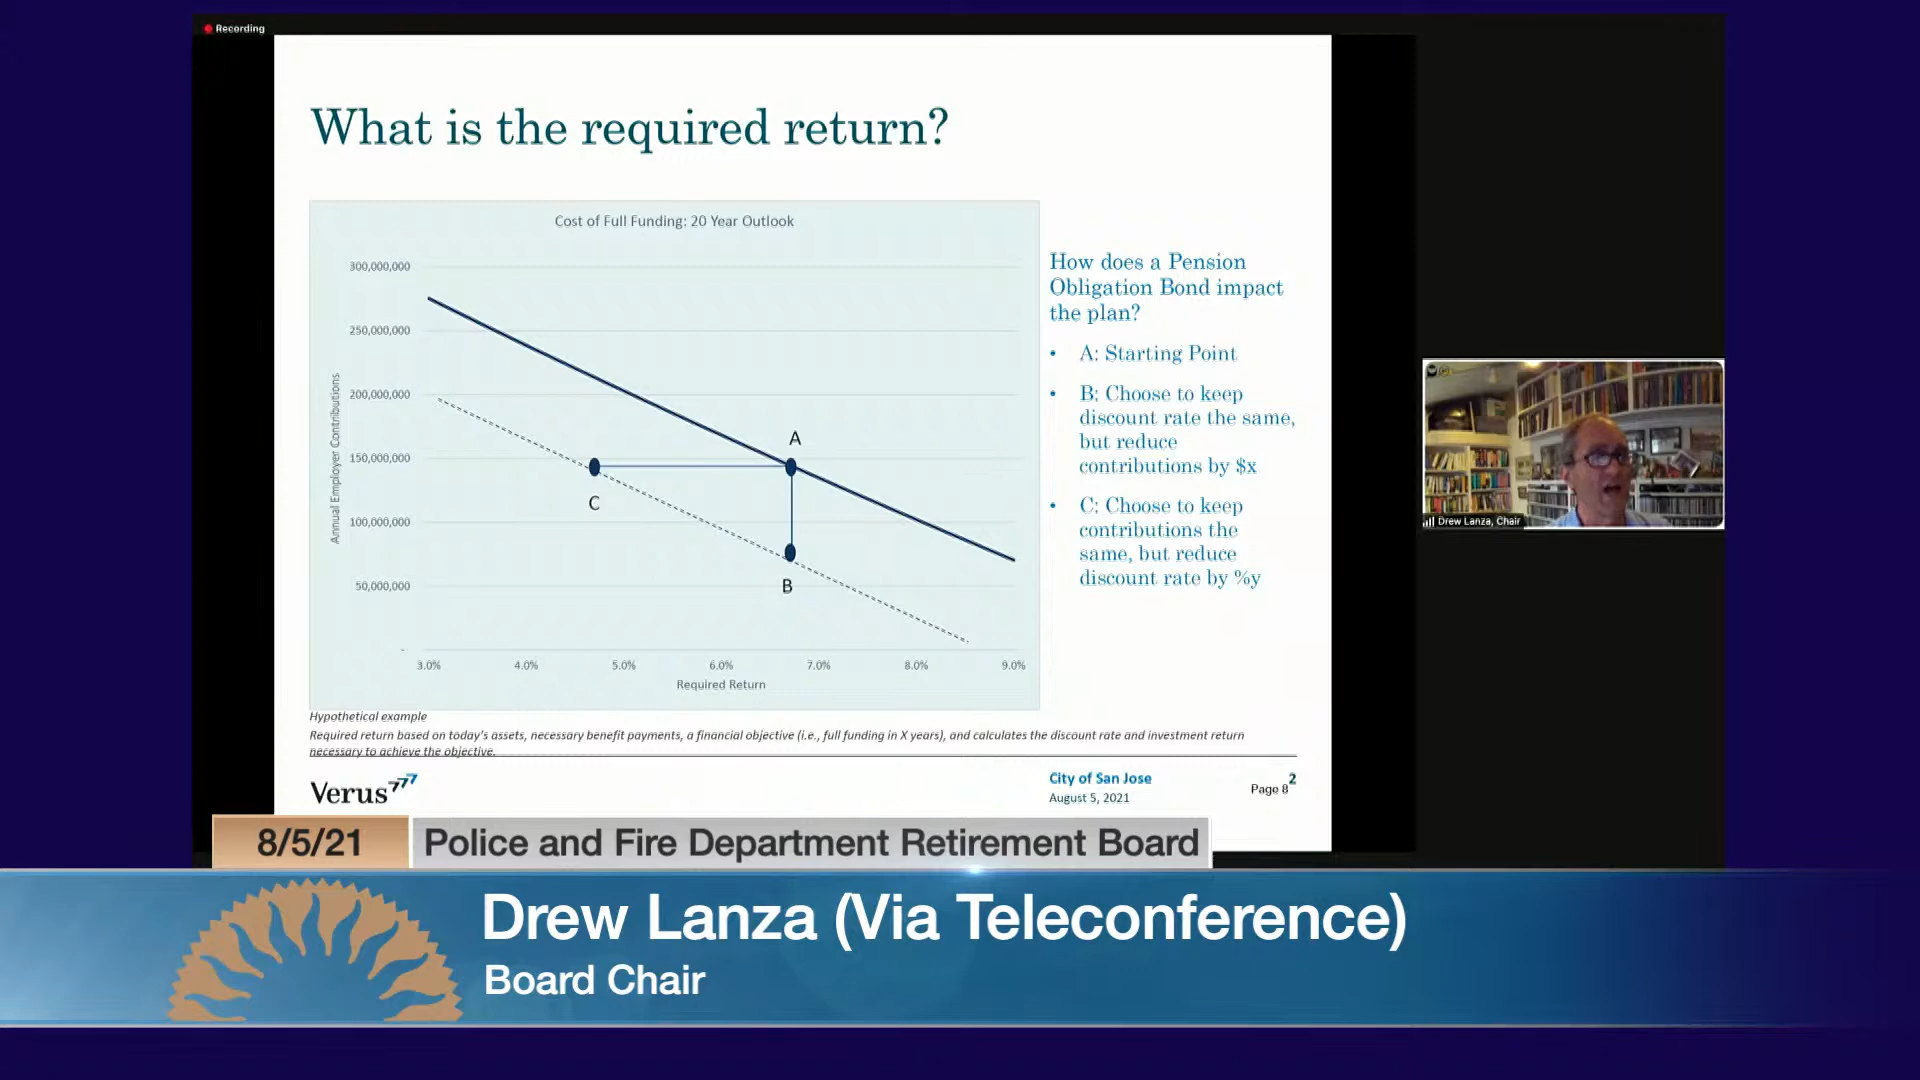 Recording
What is the required return?
Cost of Full Funding: 20 Year Outlook
300,000,000
250,000,000
200,000,000
150,000,000
100,000,000
50,000,000
-
Annual Employer Contributions
A
C
B
3.0% 4.0% 5.0% 6.0% 7.0% 8.0% 9.0%
Required Return
How does a Pension
Obligation Bond impact
the plan?
• A: Starting Point
• B: Choose to keep
discount rate the same,
but reduce
contributions by $x
• C: Choose to keep
contributions the
same, but reduce
discount rate by %y
Hypothetical example
Required return based on today's assets, necessary benefit payments, a financial objective (i.e., full funding in X years), and calculates the discount rate and investment return
necessary to achieve the objective.
Verus777
City of San Jose
August 5, 2021
Page 8 2
Drew Lanza, Chair
8/5/21
Police and Fire Department Retirement Board
Drew Lanza (Via Teleconference)
Board Chair